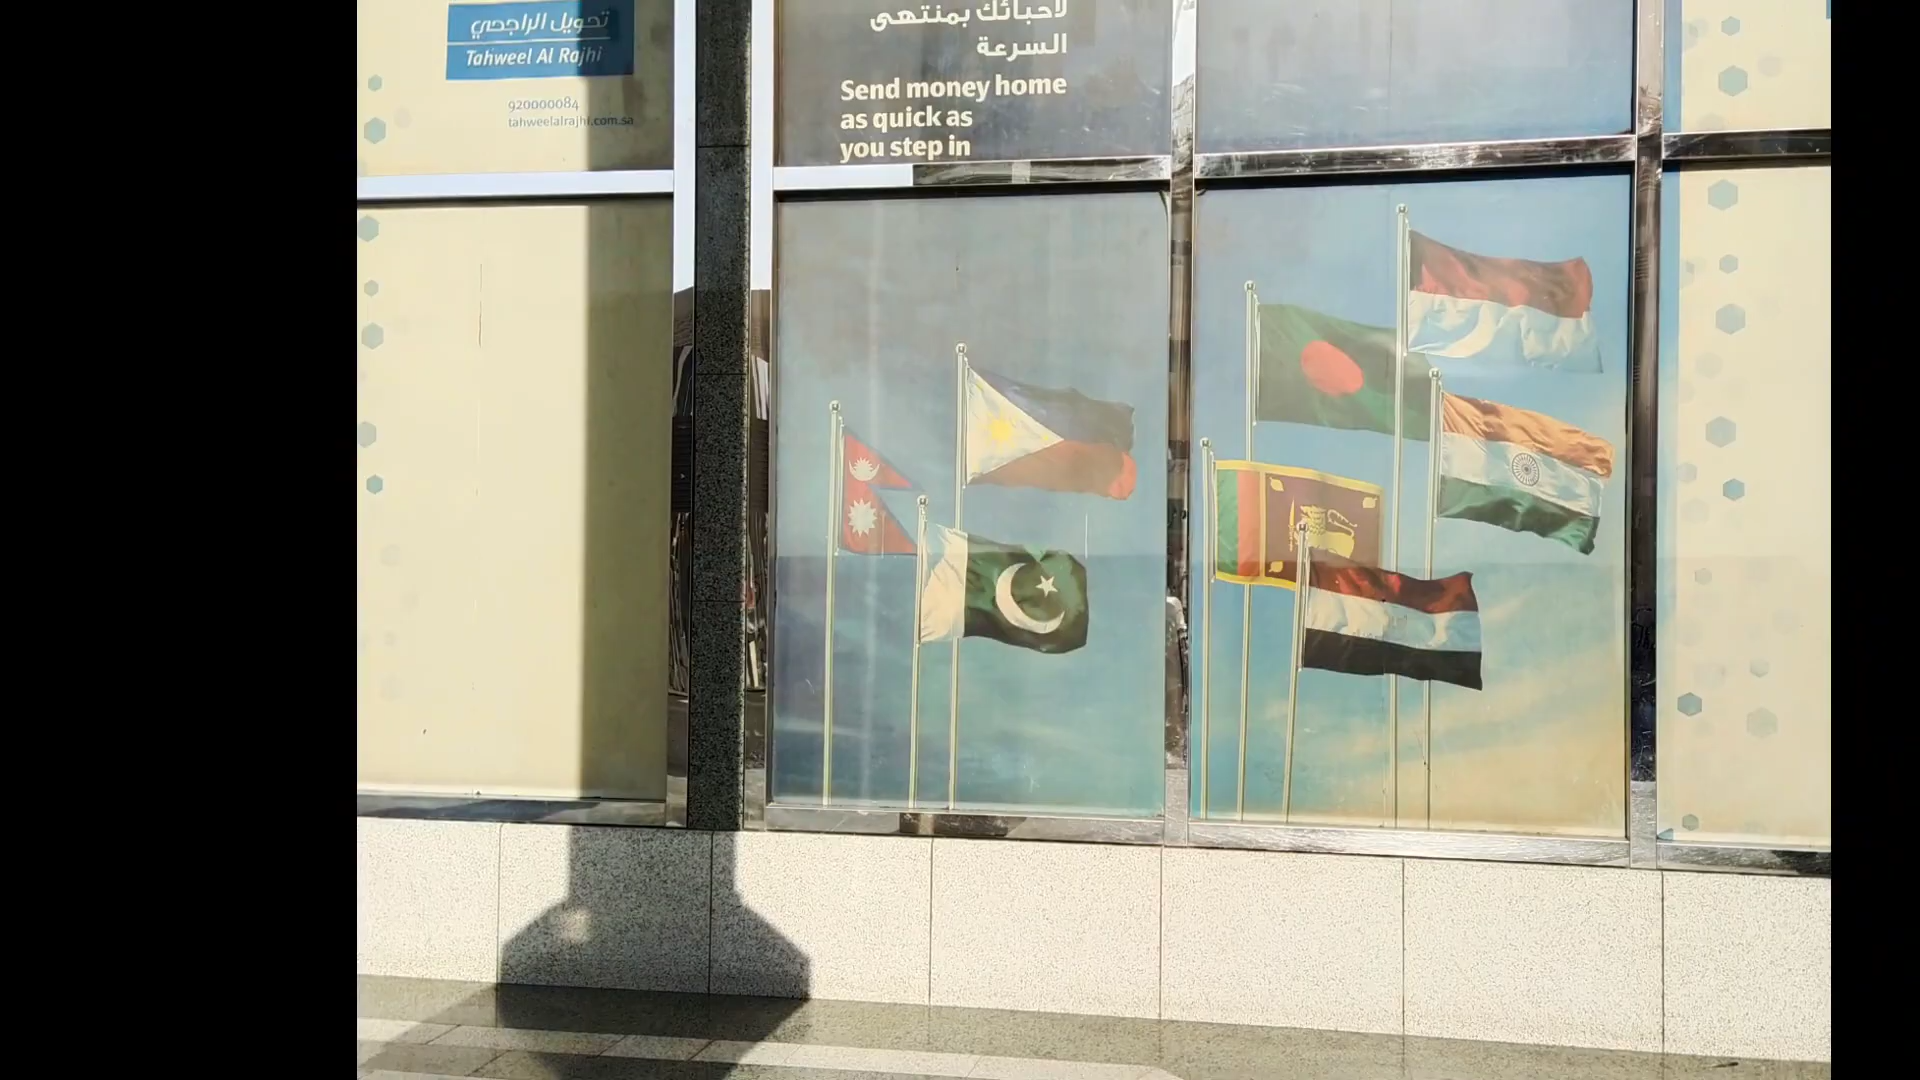 تحويل الراجحي
Tahweel Al Rajhi
920000084
tahweelalrajhi.com.sa
لأحبائك بمنتهى
السرعة
Send money home
as quick as
you step in